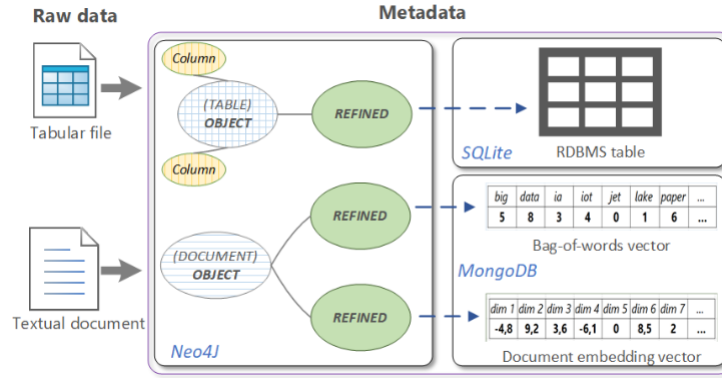 Raw data
Metadata
Tabular file
Column
(TABLE)
OBJECT
Column
REFINED
SQLite
RDBMS table
Textual document
(DOCUMENT)
OBJECT
REFINED
REFINED
Neo4J
big data ia iot jet lake paper ...
5 8 3 4 0 1 6 ...
Bag-of-words vector
MongoDB
dim 1 dim 2 dim 3 dim 4 dim 5 dim 6 dim 7 ...
-4,8 9,2 3,6 -6,1 0 8,5 2 ...
Document embedding vector